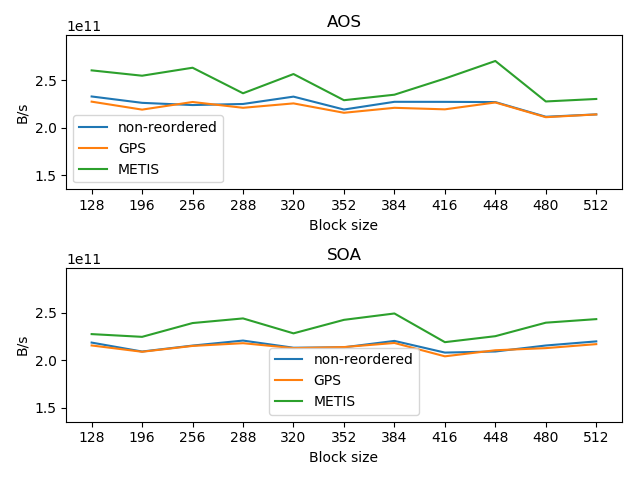 AOS
1e11
B/s
2.5
2.0
1.5
non-reordered
GPS
METIS
128 196 256 288 320 352 384 416 448 480 512
Block size
SOA
1e11
B/s
2.5
2.0
1.5
non-reordered
GPS
METIS
128 196 256 288 320 352 384 416 448 480 512
Block size